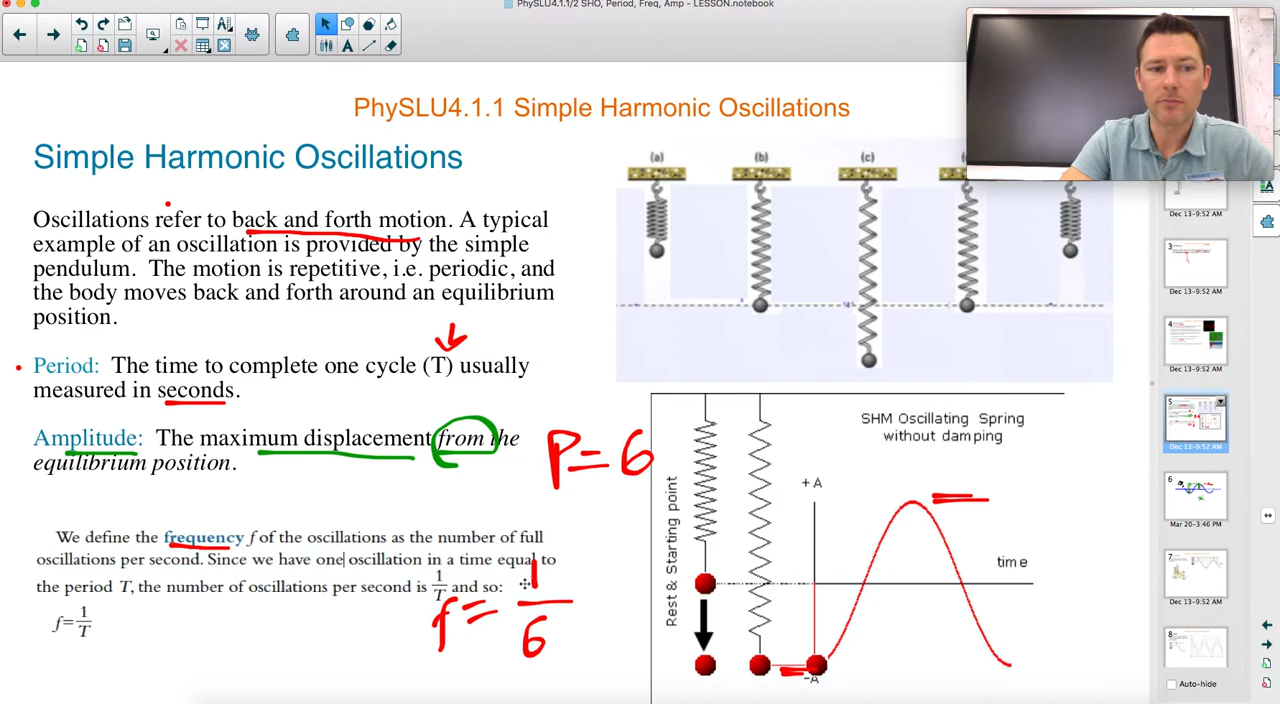 PhySLU4.1.1/2 SHO, Period, Freq, Amp - LESSON.notebook
PhySLU4.1.1 Simple Harmonic Oscillations
Simple Harmonic Oscillations
Oscillations refer to back and forth motion. A typical
example of an oscillation is provided by the simple
pendulum. The motion is repetitive, i.e. periodic, and
the body moves back and forth around an equilibrium
position.
Period: The time to complete one cycle (T) usually
measured in seconds.
Amplitude: The maximum displacement from the
equilibrium position.
P = 6
We define the frequency f of the oscillations as the number of full
oscillations per second. Since we have one oscillation in a time equal to
the period T, the number of oscillations per second is 1/T and so:
f=1/T
f = 1/6
(a)
(b)
(c)
SHM Oscillating Spring
without damping
Rest & Starting point
+ A
time
-A
Dec 13-9:52 AM
3
Dec 13-9:52 AM
4
Dec 13-9:52 AM
5
Dec 13-9:52 AM
6
Mar 20-3:46 PM
7
Dec 13-9:52 AM
8
Auto-hide